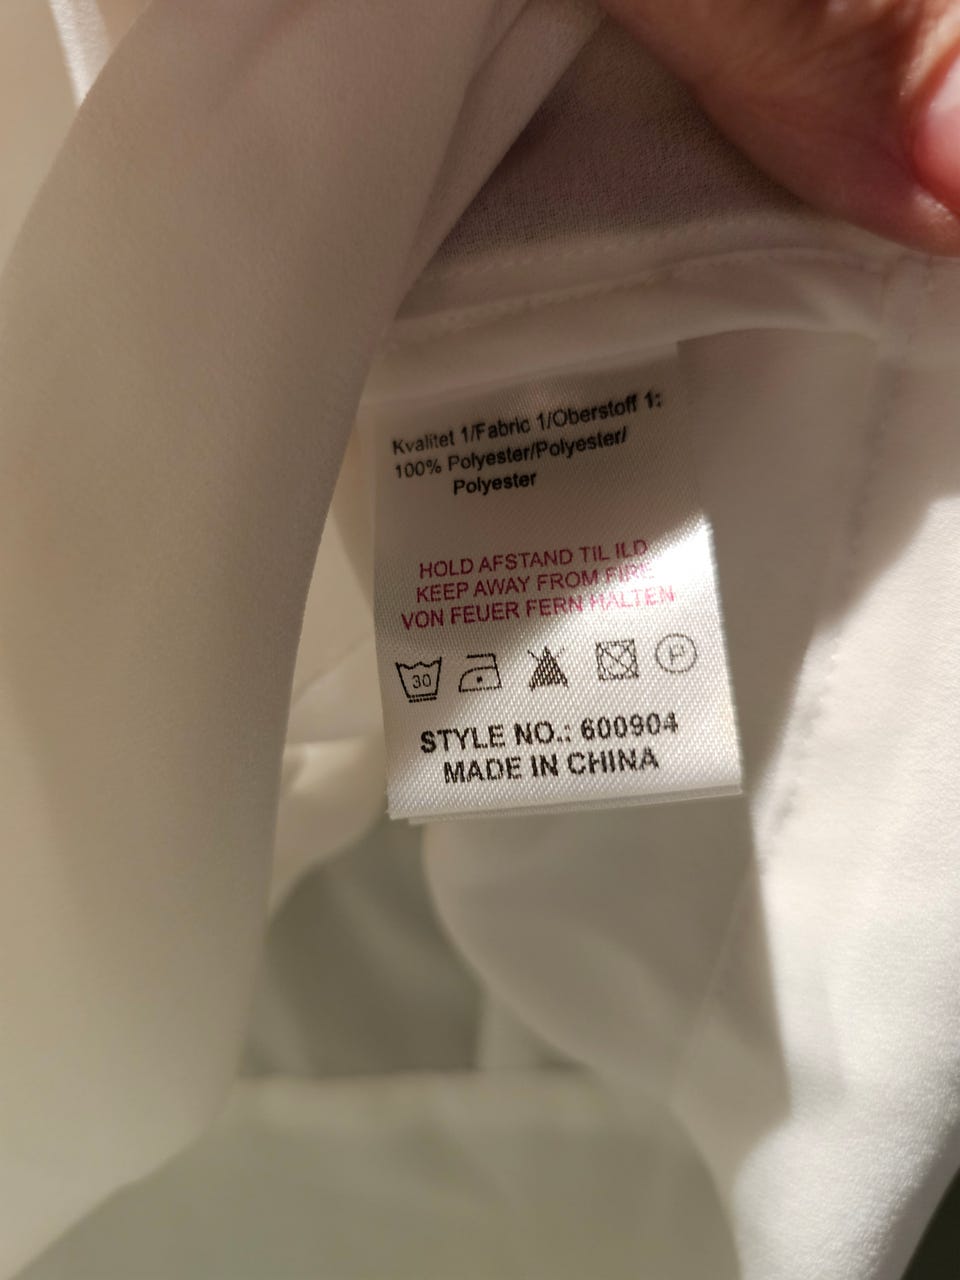 Kvalitet 1/Fabric 1/Oberstoff 1:
100% Polyester/Polyester/
Polyester
HOLD AFSTAND TIL ILD
KEEP AWAY FROM FIRE
VON FEUER FERN HALTEN
30
P
STYLE NO.: 600904
MADE IN CHINA